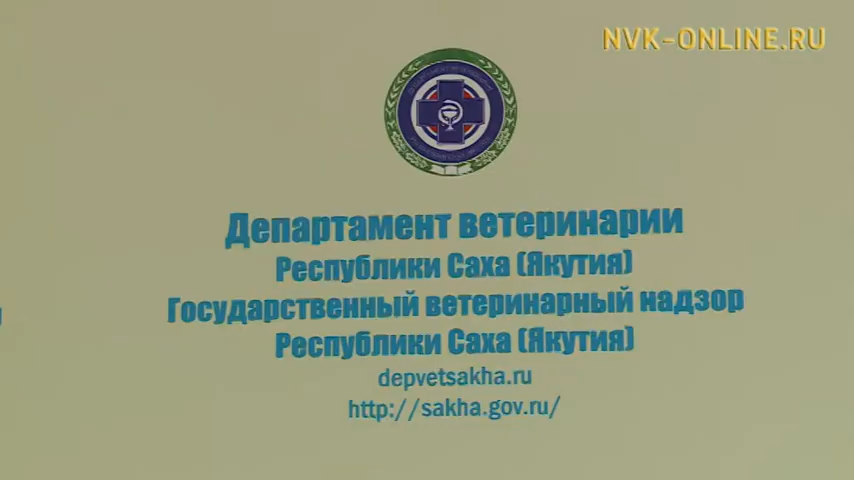 NVK-ONLINE.RU
Департамент ветеринарии
Республики Саха (Якутия)
Государственный ветеринарный надзор
Республики Саха (Якутия)
depvetsakha.ru
http://sakha.gov.ru/